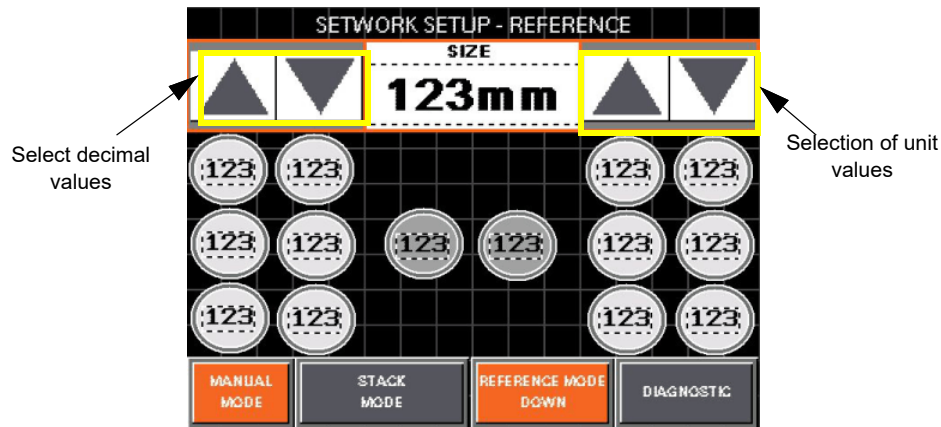 SETWORK SETUP - REFERENCE
SIZE
123mm
Select decimal
values
Selection of unit
values
123 123 123 123
123 123 123 123 123 123
123 123 123 123
MANUAL
MODE
STACK
MODE
REFERENCE MODE
DOWN
DIAGNOSTIC